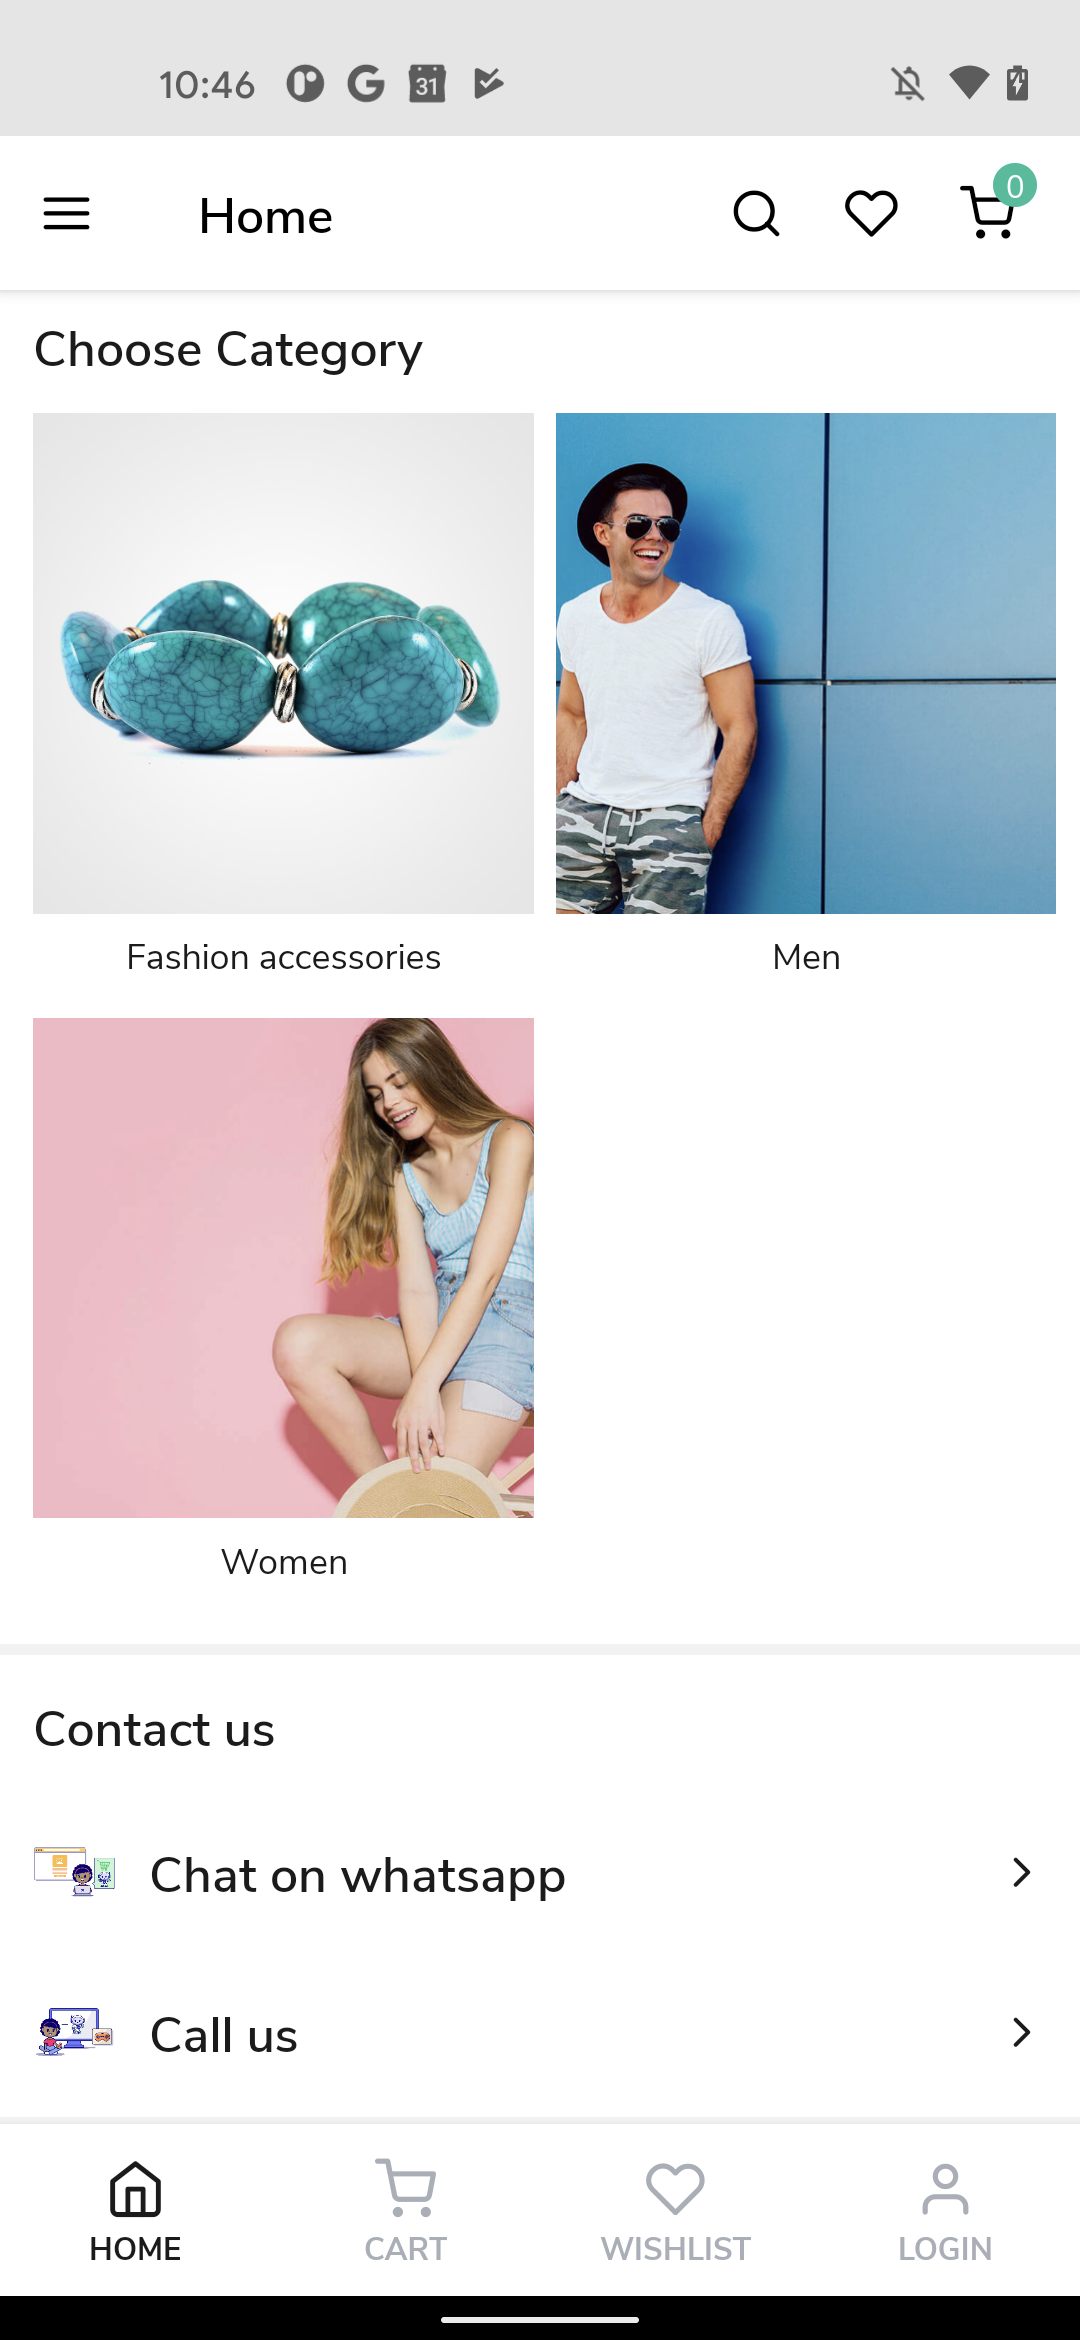 10:46
31
Home
0
Choose Category
Fashion accessories
Men
Women
Contact us
Chat on whatsapp
Call us
HOME
CART
WISHLIST
LOGIN